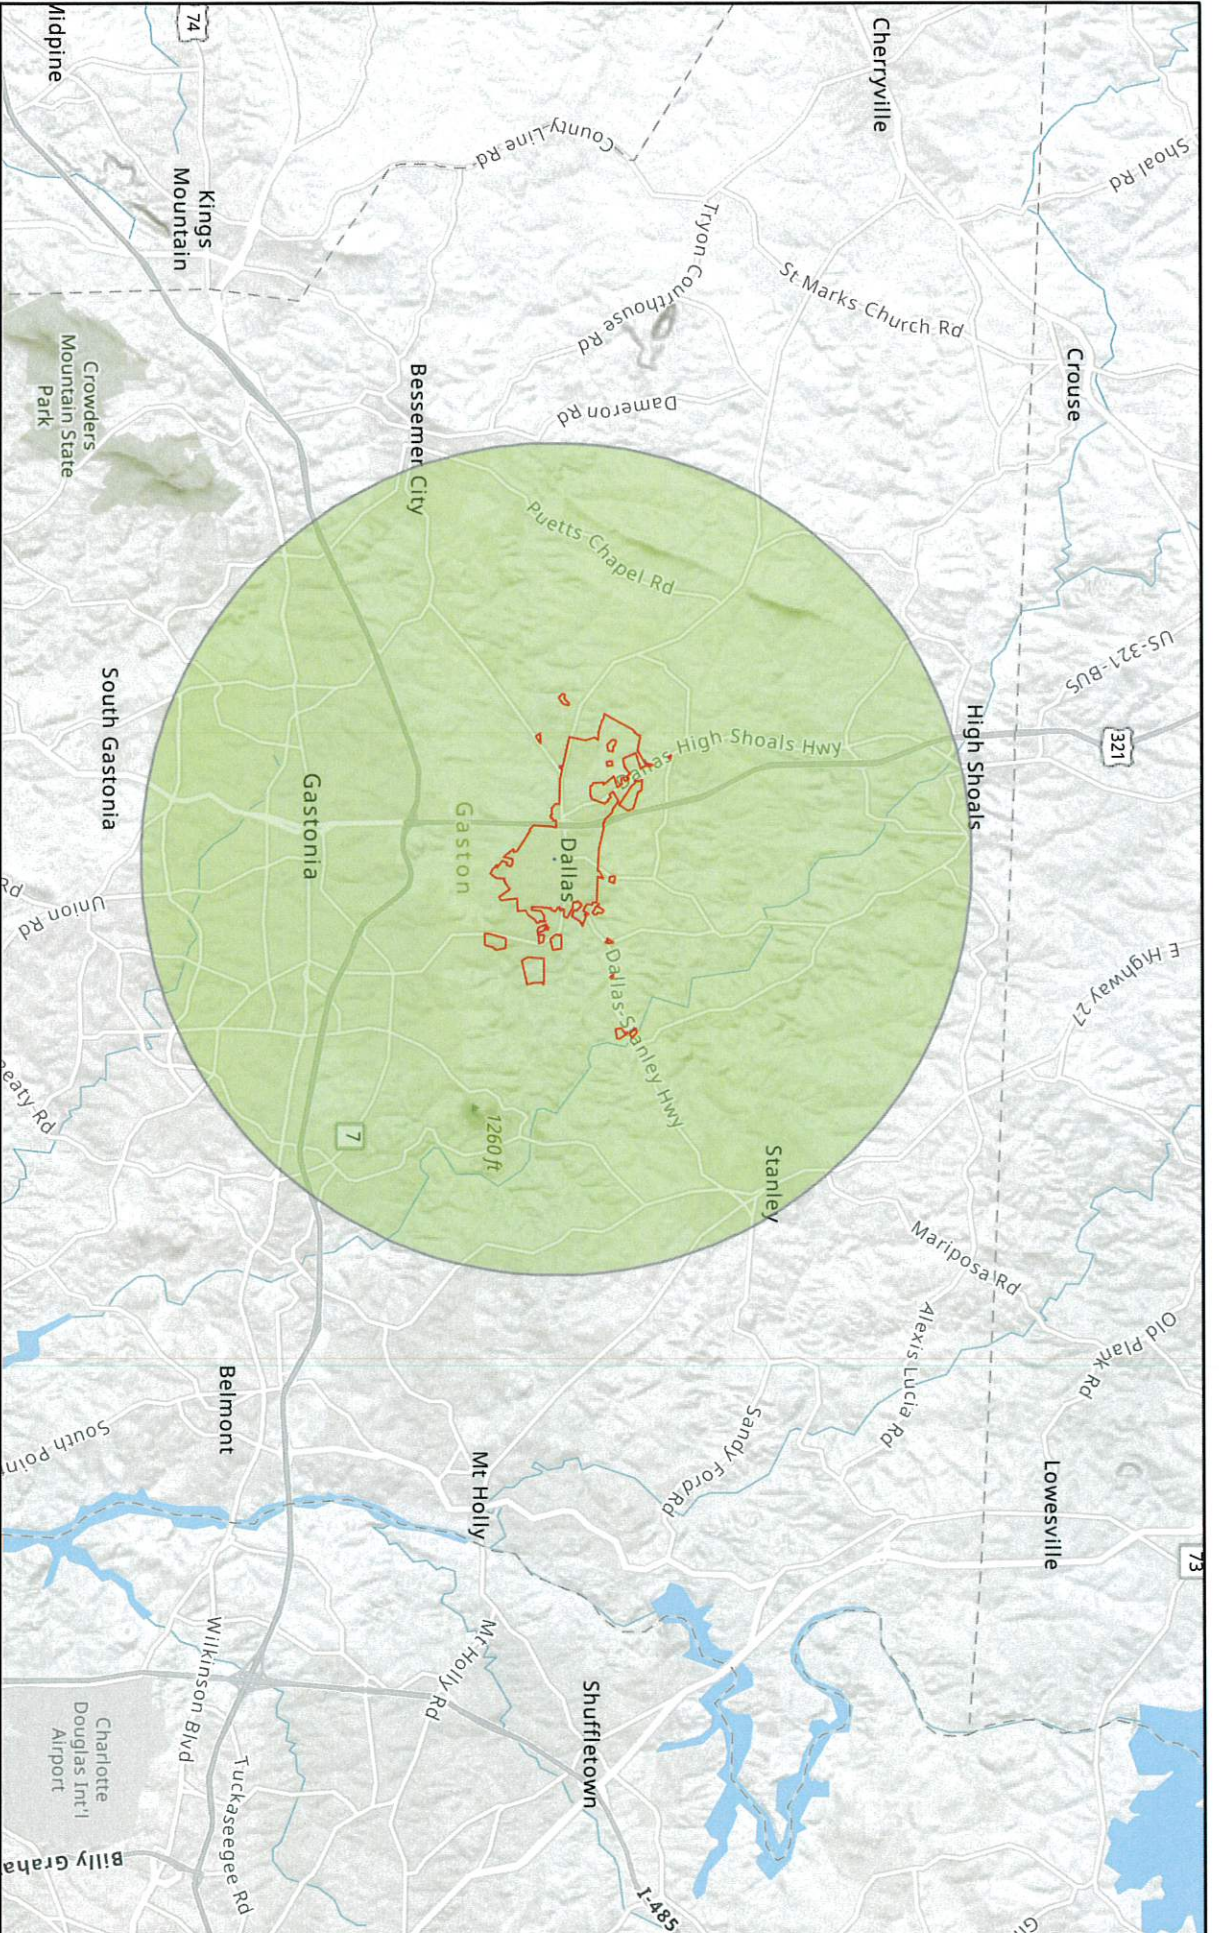 Cherryville
Shoal Rd
Crouse
US-321-BUS
321
High Shoals
E Highway 27
Mariposa Rd
Old Plank Rd
Alexis Lucia Rd
Lowesville
73
County Line Rd
Tryon Courthouse Rd
St Marks Church Rd
Dameron Rd
Puetts Chapel Rd
Dallas High Shoals Hwy
Dallas
Dallas-Stanley Hwy
Stanley
Sandy Ford Rd
74
Midpine
Kings
Mountain
Bessemer City
Gaston
Gastonia
1260 ft
7
Mt Holly
Mt Holly Rd
Shuffletown
I-485
Crowders
Mountain State
Park
South Gastonia
Union Rd
Rd
eaty Rd
Belmont
South Poin
Wilkinson Blvd
Tuckaseegee Rd
Charlotte
Douglas Int'l
Airport
Billy Graha